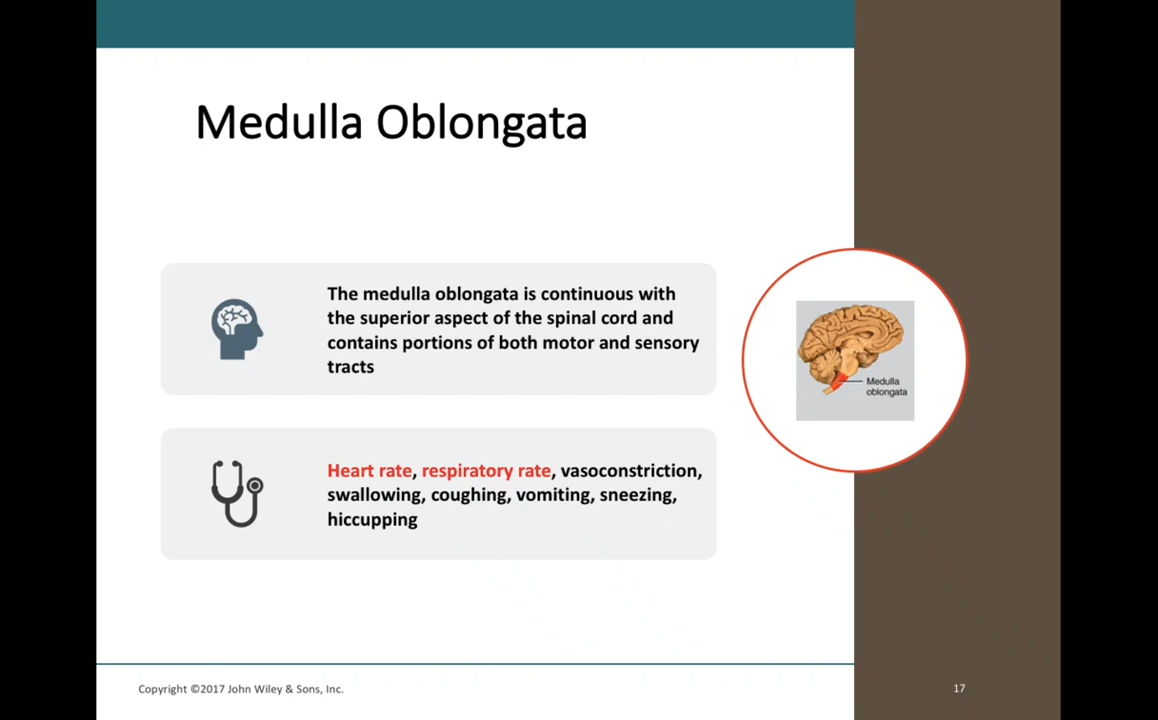 Medulla Oblongata
The medulla oblongata is continuous with
the superior aspect of the spinal cord and
contains portions of both motor and sensory
tracts
Medulla
oblongata
Heart rate, respiratory rate, vasoconstriction,
swallowing, coughing, vomiting, sneezing,
hiccupping
Copyright ©2017 John Wiley & Sons, Inc.
17